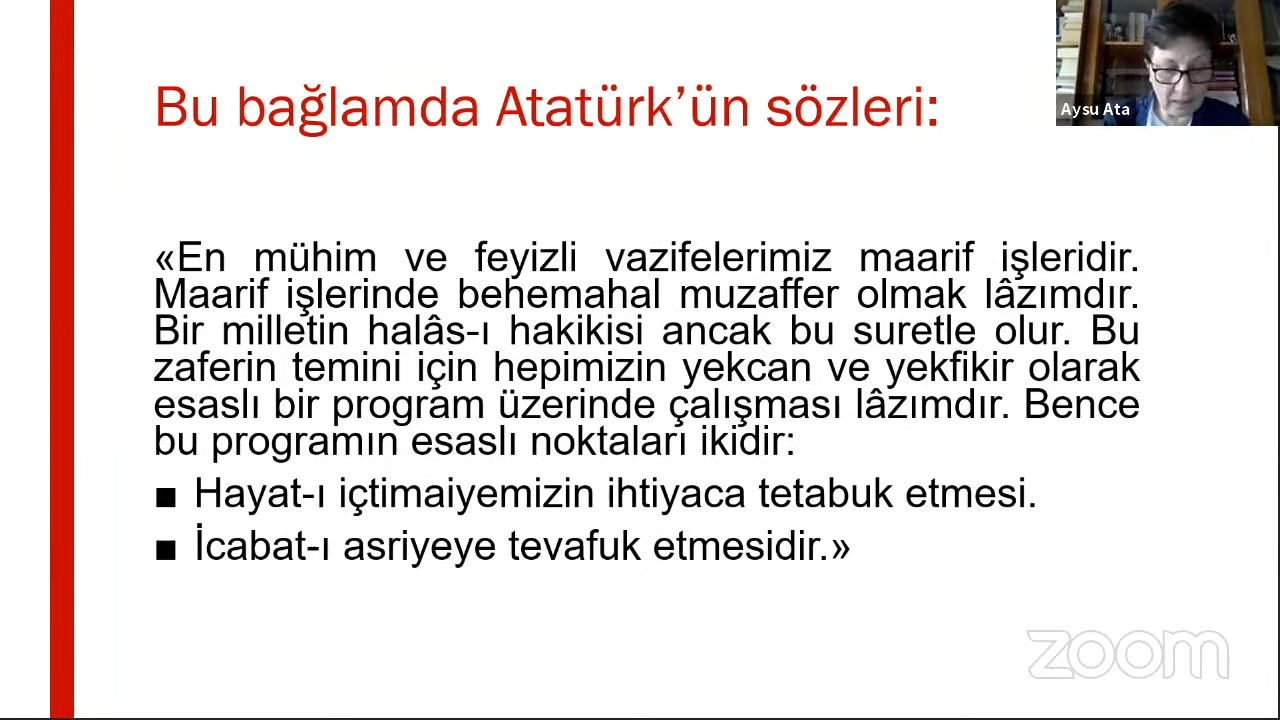 Bu bağlamda Atatürk’ün sözleri:
Aysu Ata
«En mühim ve feyizli vazifelerimiz maarif işleridir.
Maarif işlerinde behemahal muzaffer olmak lâzımdır.
Bir milletin halâs-ı hakikisi ancak bu suretle olur. Bu
zaferin temini için hepimizin yekcan ve yekfikir olarak
esaslı bir program üzerinde çalışması lâzımdır. Bence
bu programın esaslı noktaları ikidir:
■ Hayat-ı içtimaiyemizin ihtiyaca tetabuk etmesi.
■ İcabat-ı asriyeye tevafuk etmesidir.»
zoom